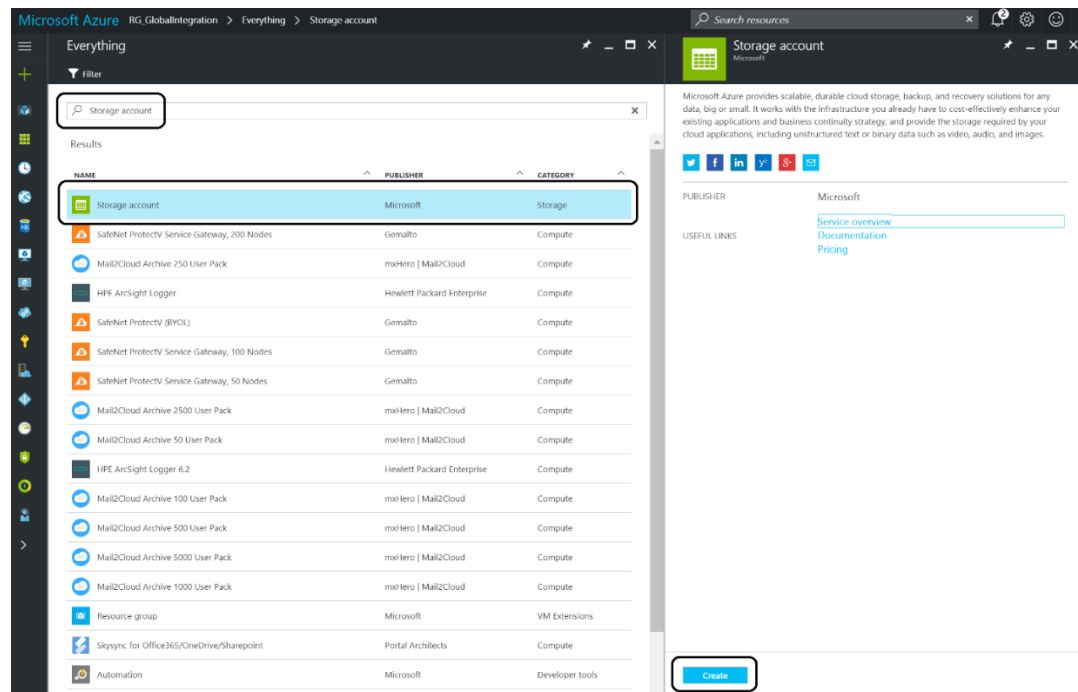 Microsoft Azure RG_GlobalIntegration > Everything > Storage account
Search resources
2
Everything
Filter
Storage account
Results
NAME PUBLISHER CATEGORY
Storage account Microsoft Storage
SafeNet ProtectV Service Gateway, 200 Nodes Gemalto Compute
Mail2Cloud Archive 250 User Pack mxHero | Mail2Cloud Compute
HPE ArcSight Logger Hewlett Packard Enterprise Compute
SafeNet ProtectV (BYOL) Gemalto Compute
SafeNet ProtectV Service Gateway, 100 Nodes Gemalto Compute
SafeNet ProtectV Service Gateway, 50 Nodes Gemalto Compute
Mail2Cloud Archive 2500 User Pack mxHero | Mail2Cloud Compute
Mail2Cloud Archive 50 User Pack mxHero | Mail2Cloud Compute
HPE ArcSight Logger 6.2 Hewlett Packard Enterprise Compute
Mail2Cloud Archive 100 User Pack mxHero | Mail2Cloud Compute
Mail2Cloud Archive 500 User Pack mxHero | Mail2Cloud Compute
Mail2Cloud Archive 5000 User Pack mxHero | Mail2Cloud Compute
Mail2Cloud Archive 1000 User Pack mxHero | Mail2Cloud Compute
Resource group Microsoft VM Extensions
Skysync for Office365/OneDrive/Sharepoint Portal Architects Compute
Automation Microsoft Developer tools
Storage account
Microsoft
Microsoft Azure provides scalable, durable cloud storage, backup, and recovery solutions for any
data, big or small. It works with the infrastructure you already have to cost-effectively enhance your
existing applications and business continuity strategy, and provide the storage required by your
cloud applications, including unstructured text or binary data such as video, audio, and images.
PUBLISHER Microsoft
Service overview
USEFUL LINKS Documentation
Pricing
Create